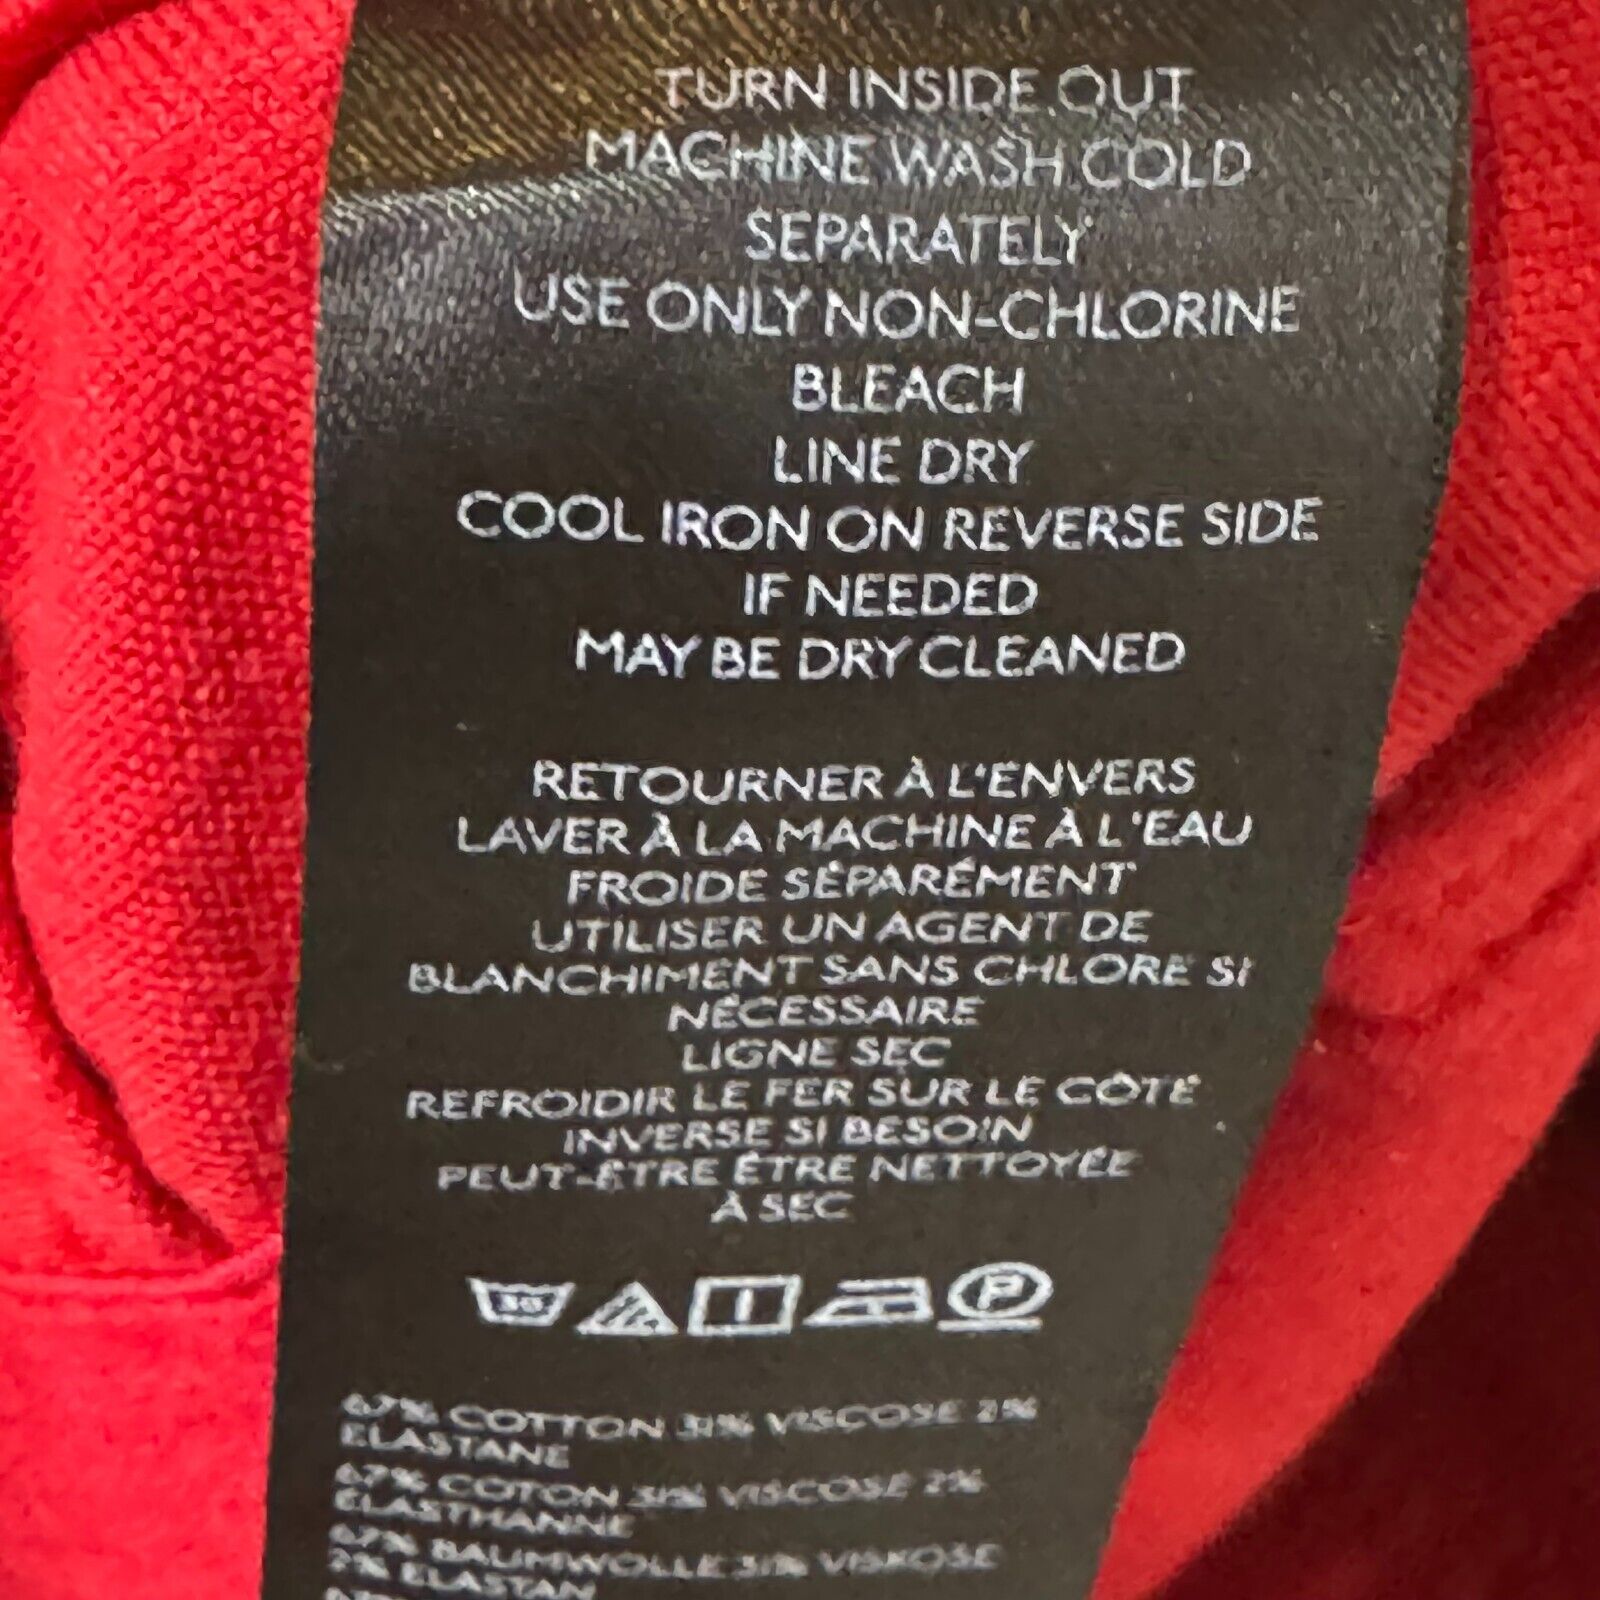 TURN INSIDE OUT
MACHINE WASH COLD
SEPARATELY
USE ONLY NON-CHLORINE
BLEACH
LINE DRY
COOL IRON ON REVERSE SIDE
IF NEEDED
MAY BE DRY CLEANED
RETOURNER À L'ENVERS
LAVER À LA MACHINE À L'EAU
FROIDE SÉPARÉMENT
UTILISER UN AGENT DE
BLANCHIMENT SANS CHLORE SI
NÉCESSAIRE
LIGNE SEC
REFROIDIR LE FER SUR LE CÔTÉ
INVERSE SI BESOIN
PEUT-ÊTRE ÊTRE NETTOYÉE
À SEC
30 P
67% COTTON 31% VISCOSE 2%
ELASTANE
67% COTON 31% VISCOSE 2%
ELASTHANNE
67% BAUMWOLLE 31% VISKOSE
2% ELASTAN